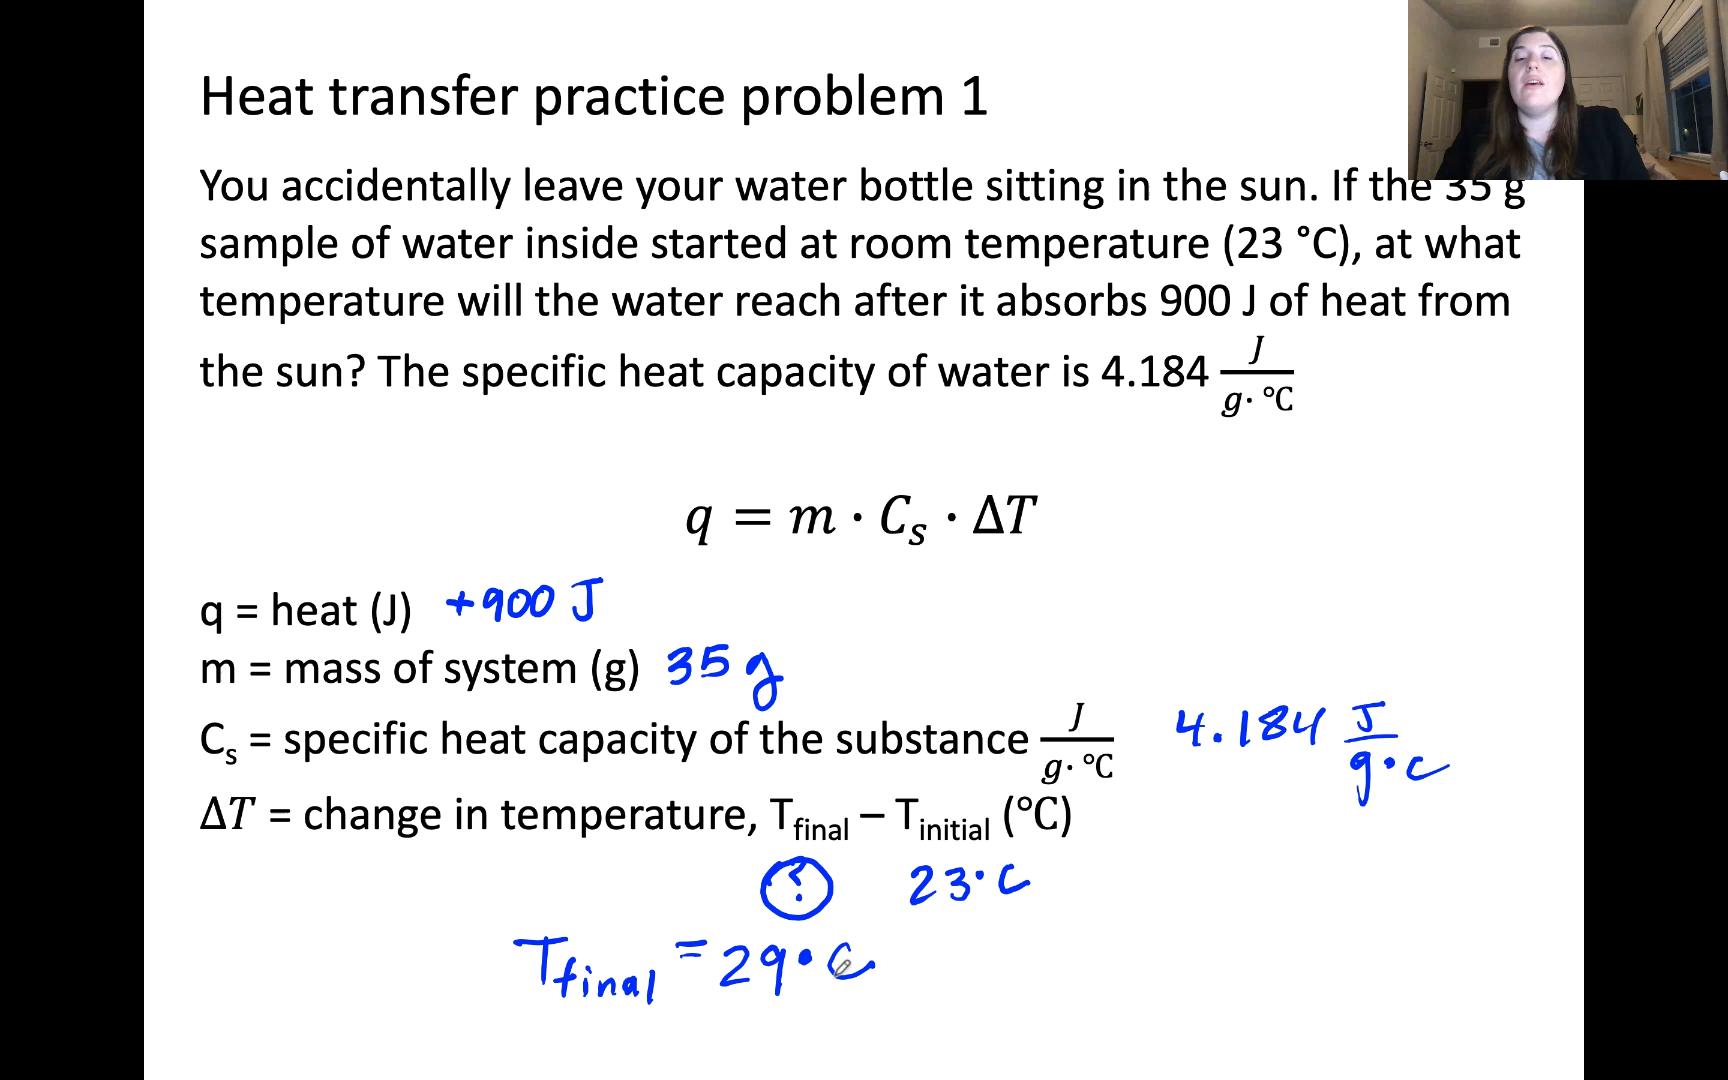 Heat transfer practice problem 1
You accidentally leave your water bottle sitting in the sun. If the 35 g
sample of water inside started at room temperature (23 °C), at what
temperature will the water reach after it absorbs 900 J of heat from
the sun? The specific heat capacity of water is 4.184 J/g· °C
q = m · Cₛ · ΔT
q = heat (J) +900 J
m = mass of system (g) 35 g
Cₛ = specific heat capacity of the substance J/g· °C 4.184 J/g·C
ΔT = change in temperature, T_final – T_initial (°C)
? 23°C
T_final = 29°C